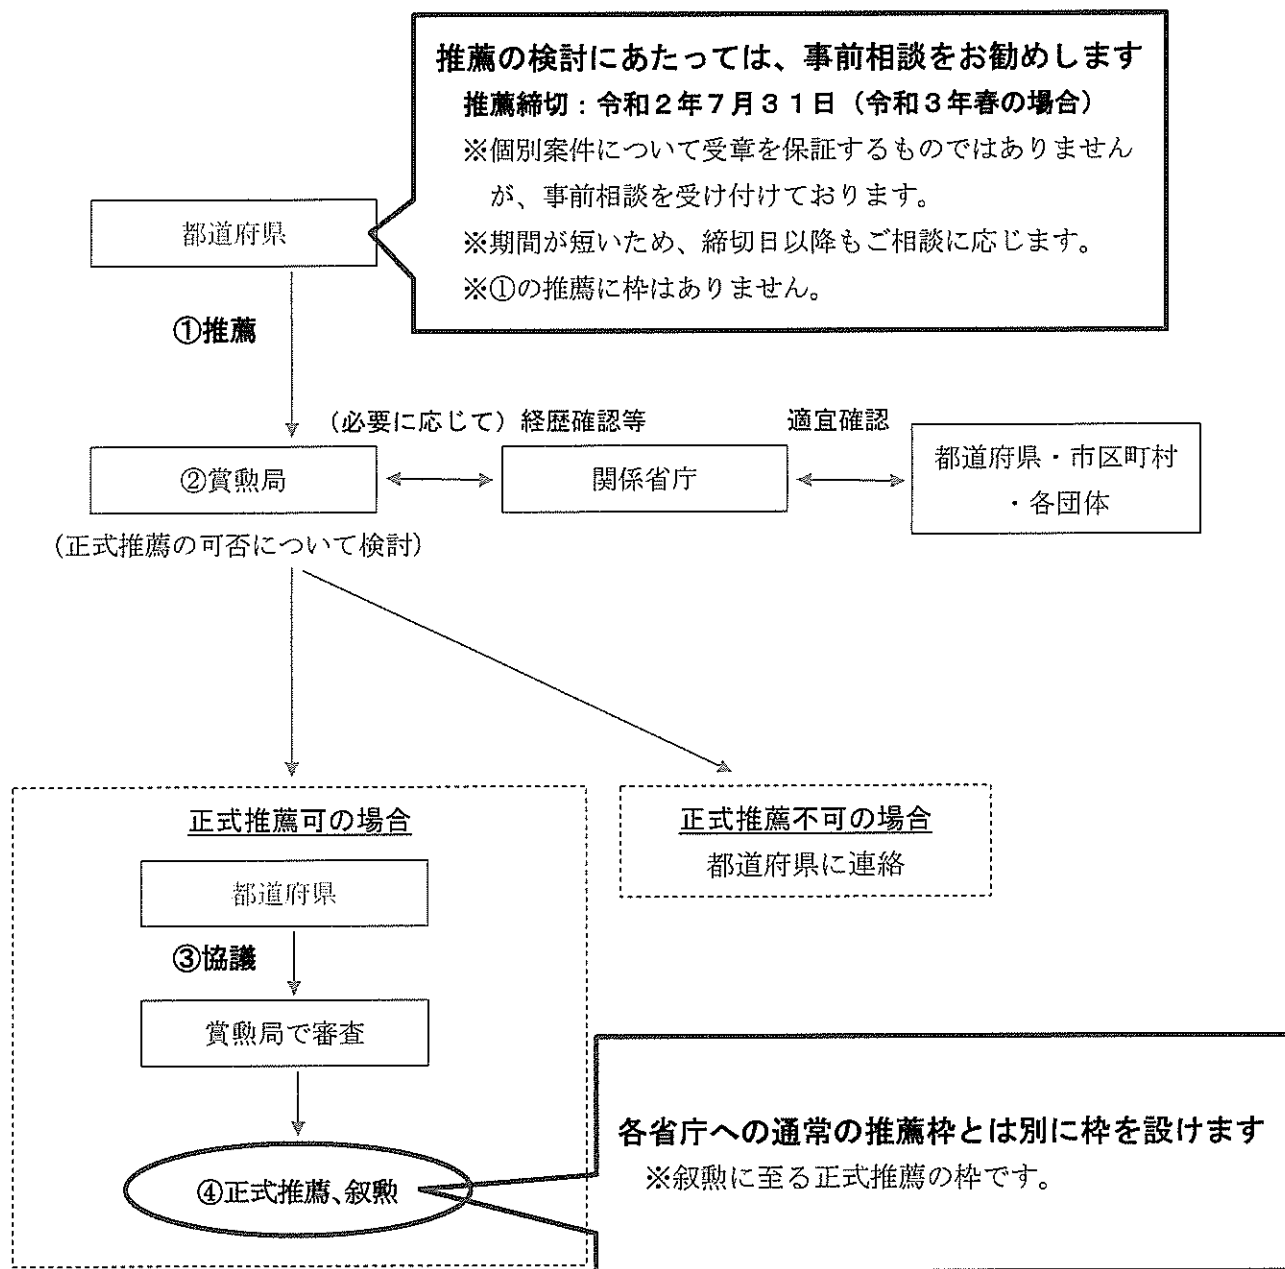 推薦の検討にあたっては、事前相談をお勧めします
推薦締切：令和２年７月３１日（令和３年春の場合）
※個別案件について受章を保証するものではありません
が、事前相談を受け付けております。
※期間が短いため、締切日以降もご相談に応じます。
※①の推薦に枠はありません。
都道府県
①推薦
（必要に応じて）経歴確認等
適宜確認
②賞勲局
関係省庁
都道府県・市区町村
・各団体
（正式推薦の可否について検討）
正式推薦可の場合
都道府県
③協議
賞勲局で審査
④正式推薦、叙勲
正式推薦不可の場合
都道府県に連絡
各省庁への通常の推薦枠とは別に枠を設けます
※叙勲に至る正式推薦の枠です。